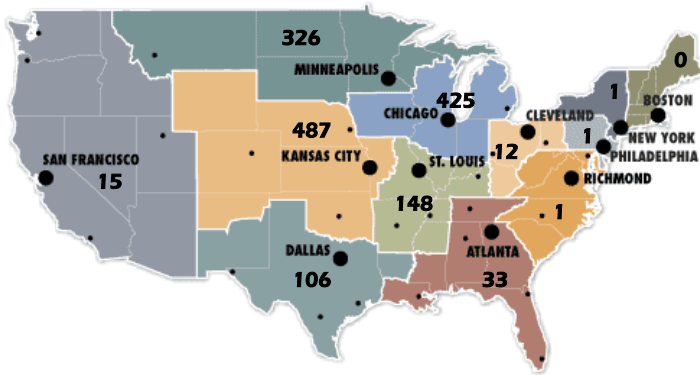 0
326
MINNEAPOLIS
1
BOSTON
425
CHICAGO
CLEVELAND
487
1
NEW YORK
12
PHILADELPHIA
KANSAS CITY
ST. LOUIS
SAN FRANCISCO
15
RICHMOND
148
1
DALLAS
ATLANTA
106
33